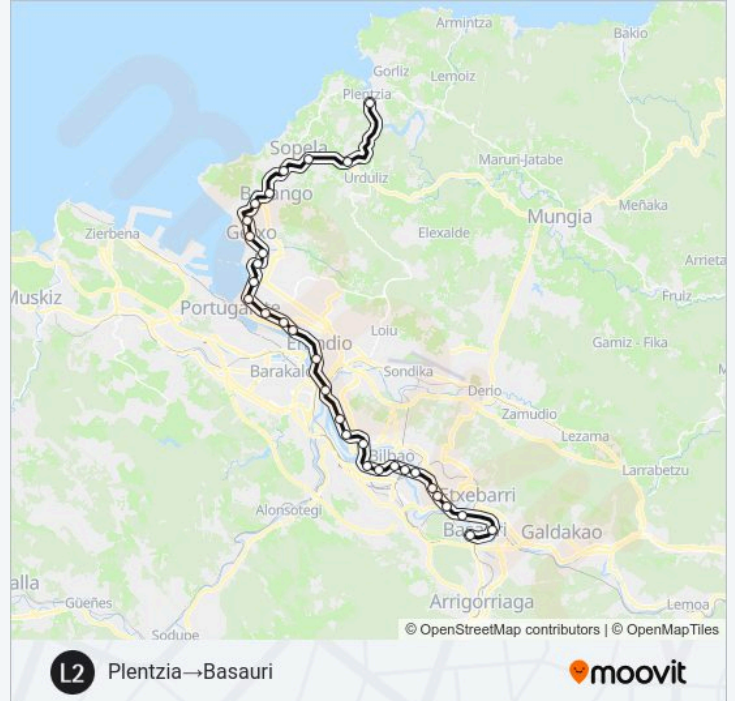 Armintza
Bakio
Gorliz
Lemoiz
Plentzia
Sopela
Maruri-Jatabe
Urduliz
Meñaka
Mungia
Zierbena
Getxo
Elexalde
Arrieta
Muskiz
Fruiz
Portugalete
Loiu
Gamiz - Fika
Erandio
Sondika
Derio
Zamudio
Lezama
Bilbao
Larrabetzu
Etxebarri
Alonsotegi
Basauri
Galdakao
alla
Güeñes
Arrigorriaga
Lemoa
Sodupe
© OpenStreetMap contributors | © OpenMapTiles
L2 Plentzia→Basauri moovit